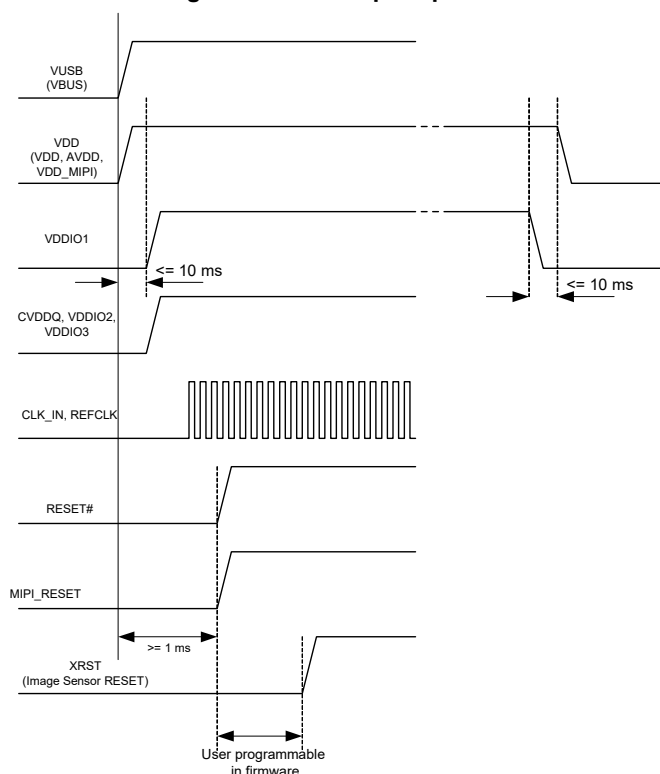 VUSB
(VBUS)
VDD
(VDD, AVDD,
VDD_MIPI)
VDDIO1
<= 10 ms
<= 10 ms
CVDDQ, VDDIO2,
VDDIO3
CLK_IN, REFCLK
RESET#
MIPI_RESET
>= 1 ms
XRST
(Image Sensor RESET)
User programmable
in firmware